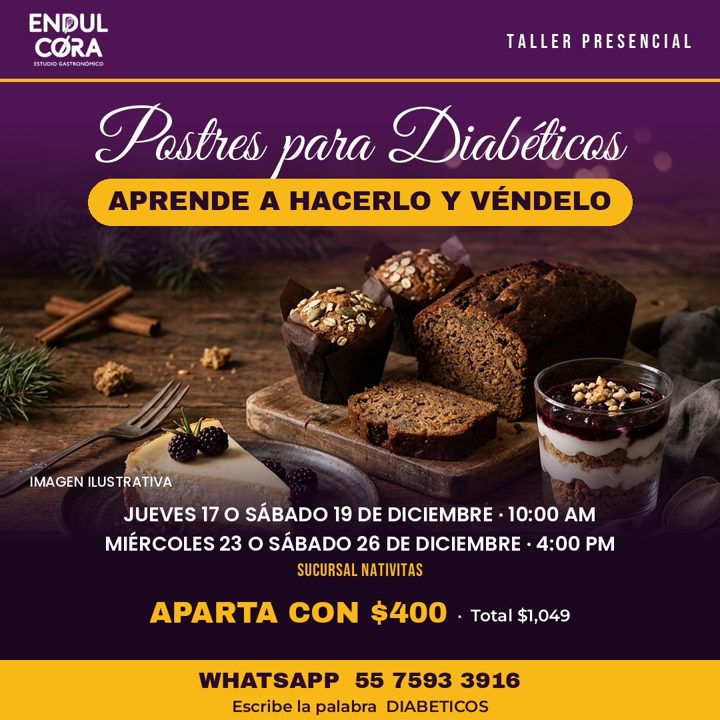 ENDUL
CORA
ESTUDIO GASTRONÓMICO
TALLER PRESENCIAL
Postres para Diabéticos
APRENDE A HACERLO Y VÉNDELO
IMAGEN ILUSTRATIVA
JUEVES 17 O SÁBADO 19 DE DICIEMBRE · 10:00 AM
MIÉRCOLES 23 O SÁBADO 26 DE DICIEMBRE · 4:00 PM
SUCURSAL NATIVITAS
APARTA CON $400 · Total $1,049
WHATSAPP 55 7593 3916
Escribe la palabra DIABETICOS